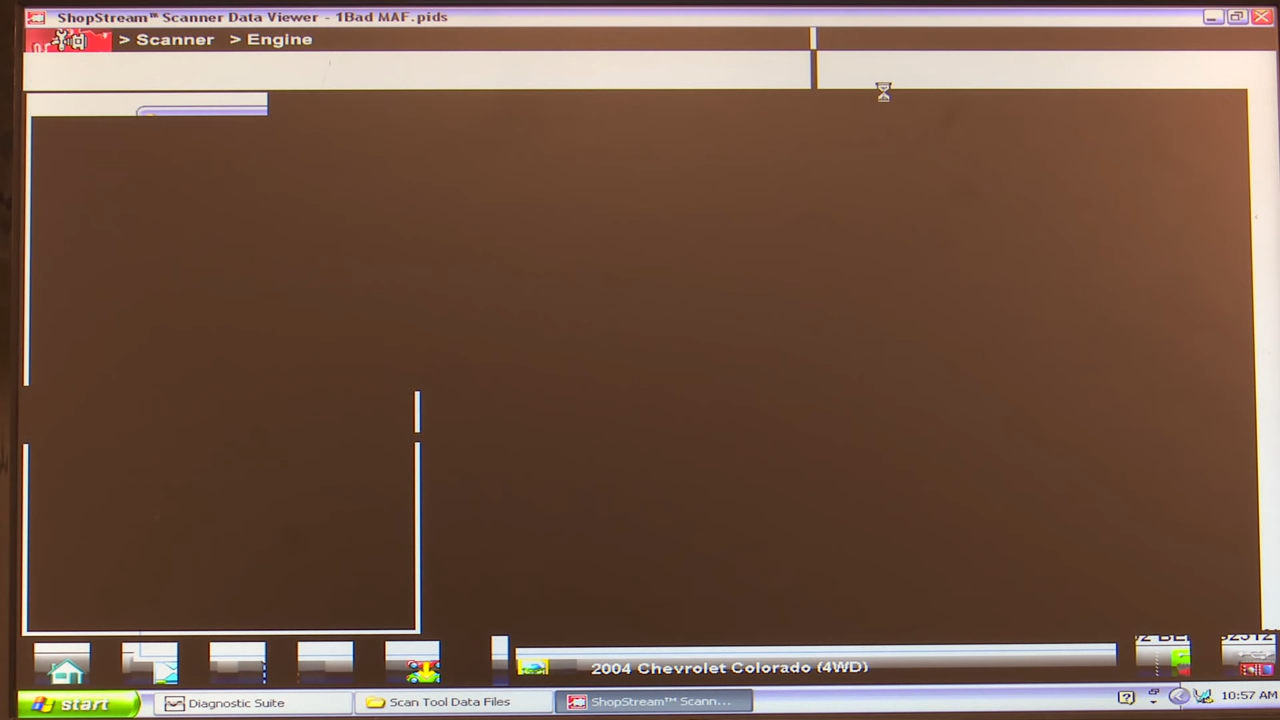 ShopStream™ Scanner Data Viewer - 1Bad MAF.pids
> Scanner > Engine
2004 Chevrolet Colorado (4WD)
start
Diagnostic Suite
Scan Tool Data Files
ShopStream™ Scann...
10:57 AM